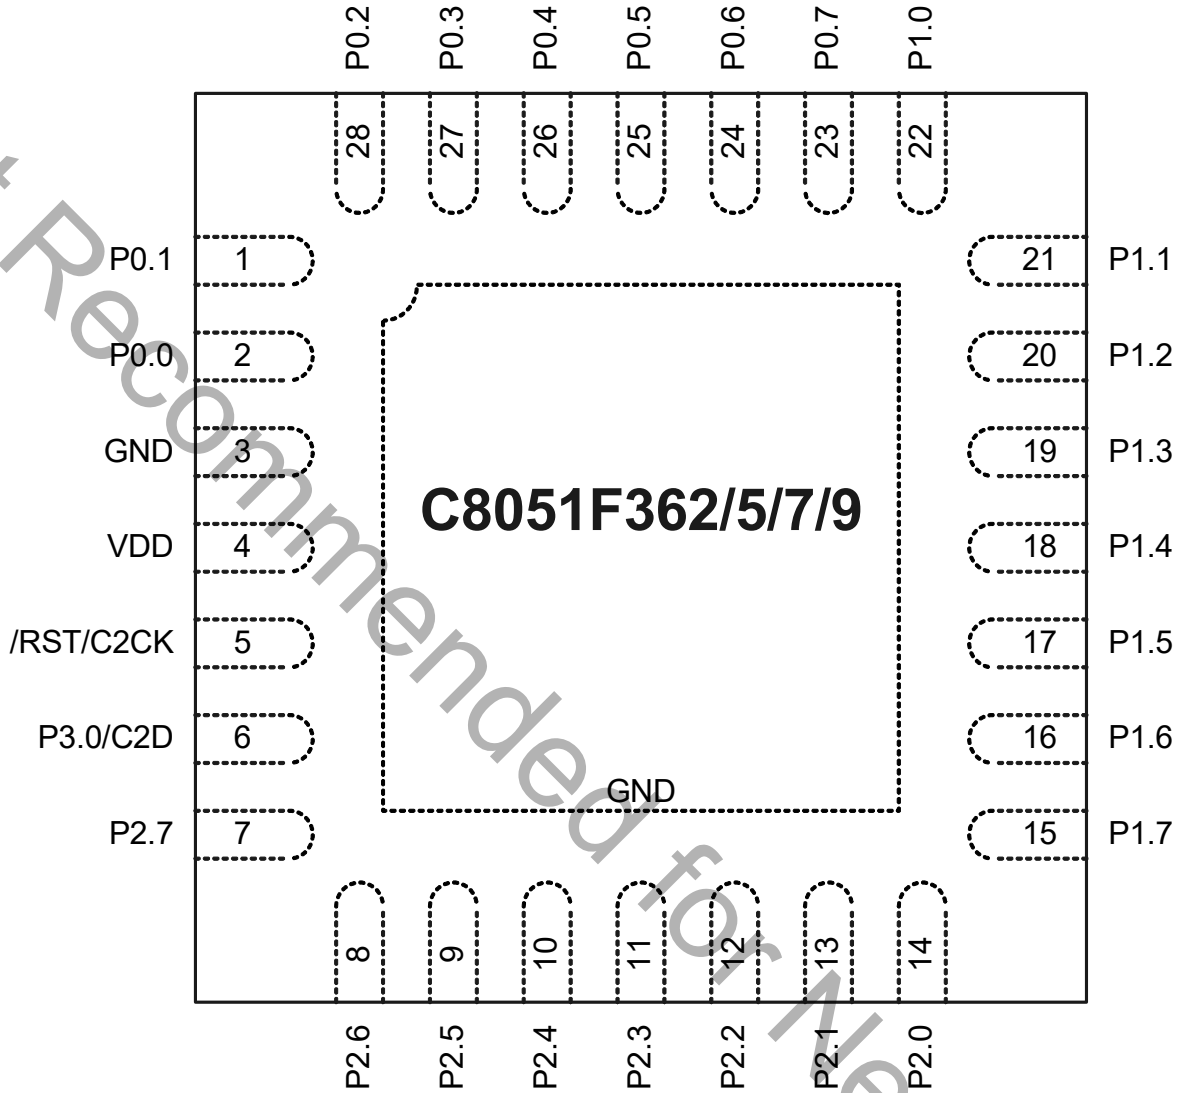 P0.2 P0.3 P0.4 P0.5 P0.6 P0.7 P1.0
28 27 26 25 24 23 22
P0.1 1 21 P1.1
P0.0 2 20 P1.2
GND 3 19 P1.3
C8051F362/5/7/9
VDD 4 18 P1.4
/RST/C2CK 5 17 P1.5
P3.0/C2D 6 16 P1.6
GND
P2.7 7 15 P1.7
8 9 10 11 12 13 14
P2.6 P2.5 P2.4 P2.3 P2.2 P2.1 P2.0
Recommended for Ne